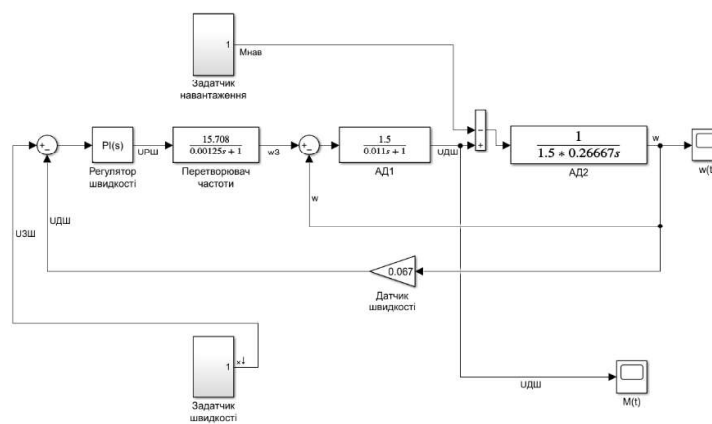 1
Мнав
Задатчик
навантаження
PI(s)
UРШ
Регулятор
швидкості
15.708
0.00125s + 1
wЗ
Перетворювач
частоти
1.5
0.011s + 1
UДШ
АД1
1
1.5 * 0.26667s
w
АД2
w(t
w
UДШ
UЗШ
0.067
Датчик
швидкості
1
Задатчик
швидкості
UДШ
M(t)